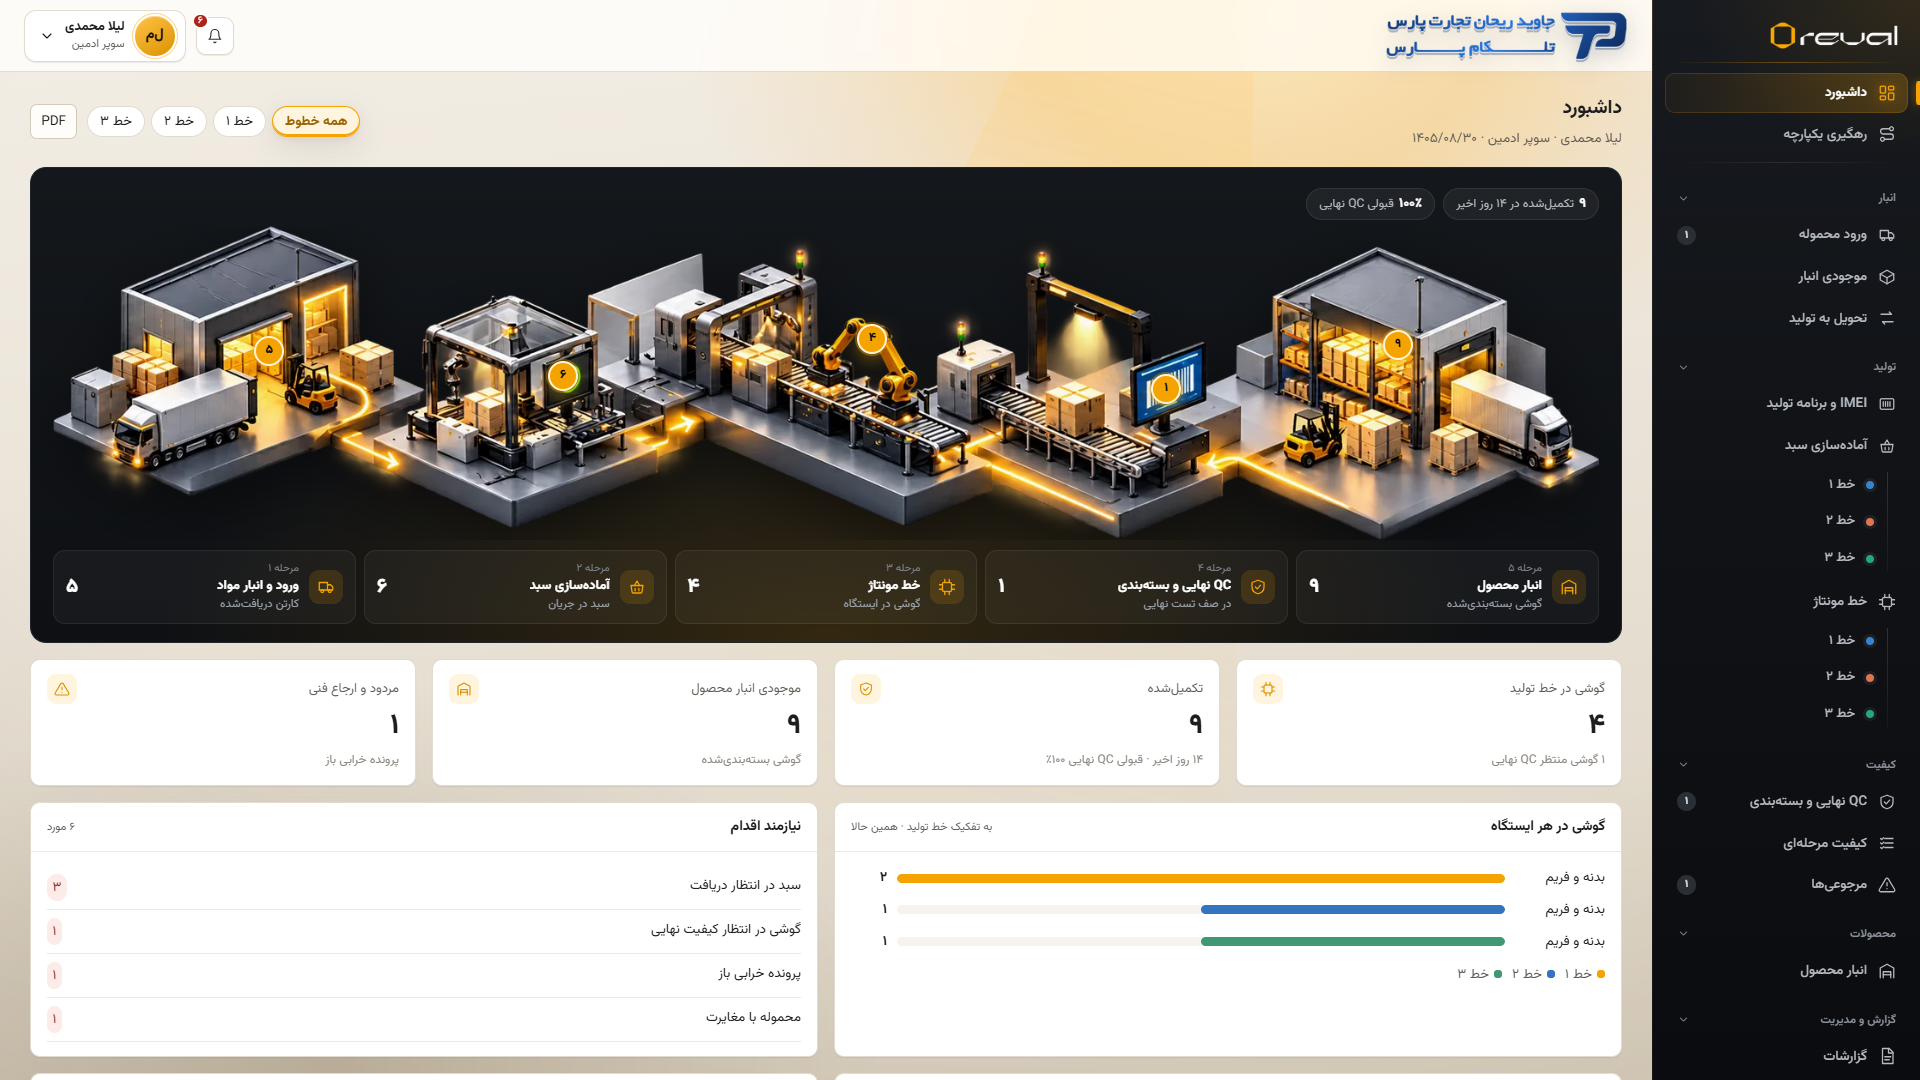 oreval
داشبورد
رهگیری یکپارچه
انبار
ورود محموله ۱
موجودی انبار
تحویل به تولید
تولید
IMEI و برنامه تولید
آماده‌سازی سبد
خط ۱
خط ۲
خط ۳
خط مونتاژ
خط ۱
خط ۲
خط ۳
کیفیت
QC نهایی و بسته‌بندی ۱
کیفیت مرحله‌ای
مرجوعی‌ها ۱
محصولات
انبار محصول
گزارش و مدیریت
گزارشات
جاوید ریحان تجارت پارس
تلکام پارس
۶
لم
لیلا محمدی
سوپر ادمین
داشبورد
لیلا محمدی · سوپر ادمین · ۱۴۰۵/۰۸/۳۰
همه خطوط
خط ۱
خط ۲
خط ۳
PDF
۹ تکمیل‌شده در ۱۴ روز اخیر
۱۰۰٪ قبولی QC نهایی
۹
۱
۴
۶
۵
مرحله ۵
انبار محصول
گوشی بسته‌بندی‌شده
۹
مرحله ۴
QC نهایی و بسته‌بندی
در صف تست نهایی
۱
مرحله ۳
خط مونتاژ
گوشی در ایستگاه
۴
مرحله ۲
آماده‌سازی سبد
سبد در جریان
۶
مرحله ۱
ورود و انبار مواد
کارتن دریافت‌شده
۵
گوشی در خط تولید
۴
۱ گوشی منتظر QC نهایی
تکمیل‌شده
۹
۱۴ روز اخیر · قبولی QC نهایی ۱۰۰٪
موجودی انبار محصول
۹
گوشی بسته‌بندی‌شده
مردود و ارجاع فنی
۱
پرونده خرابی باز
گوشی در هر ایستگاه
به تفکیک خط تولید · همین حالا
بدنه و فریم ۲
بدنه و فریم ۱
بدنه و فریم ۱
خط ۱ خط ۲ خط ۳
نیازمند اقدام
۶ مورد
سبد در انتظار دریافت ۳
گوشی در انتظار کیفیت نهایی ۱
پرونده خرابی باز ۱
محموله با مغایرت ۱